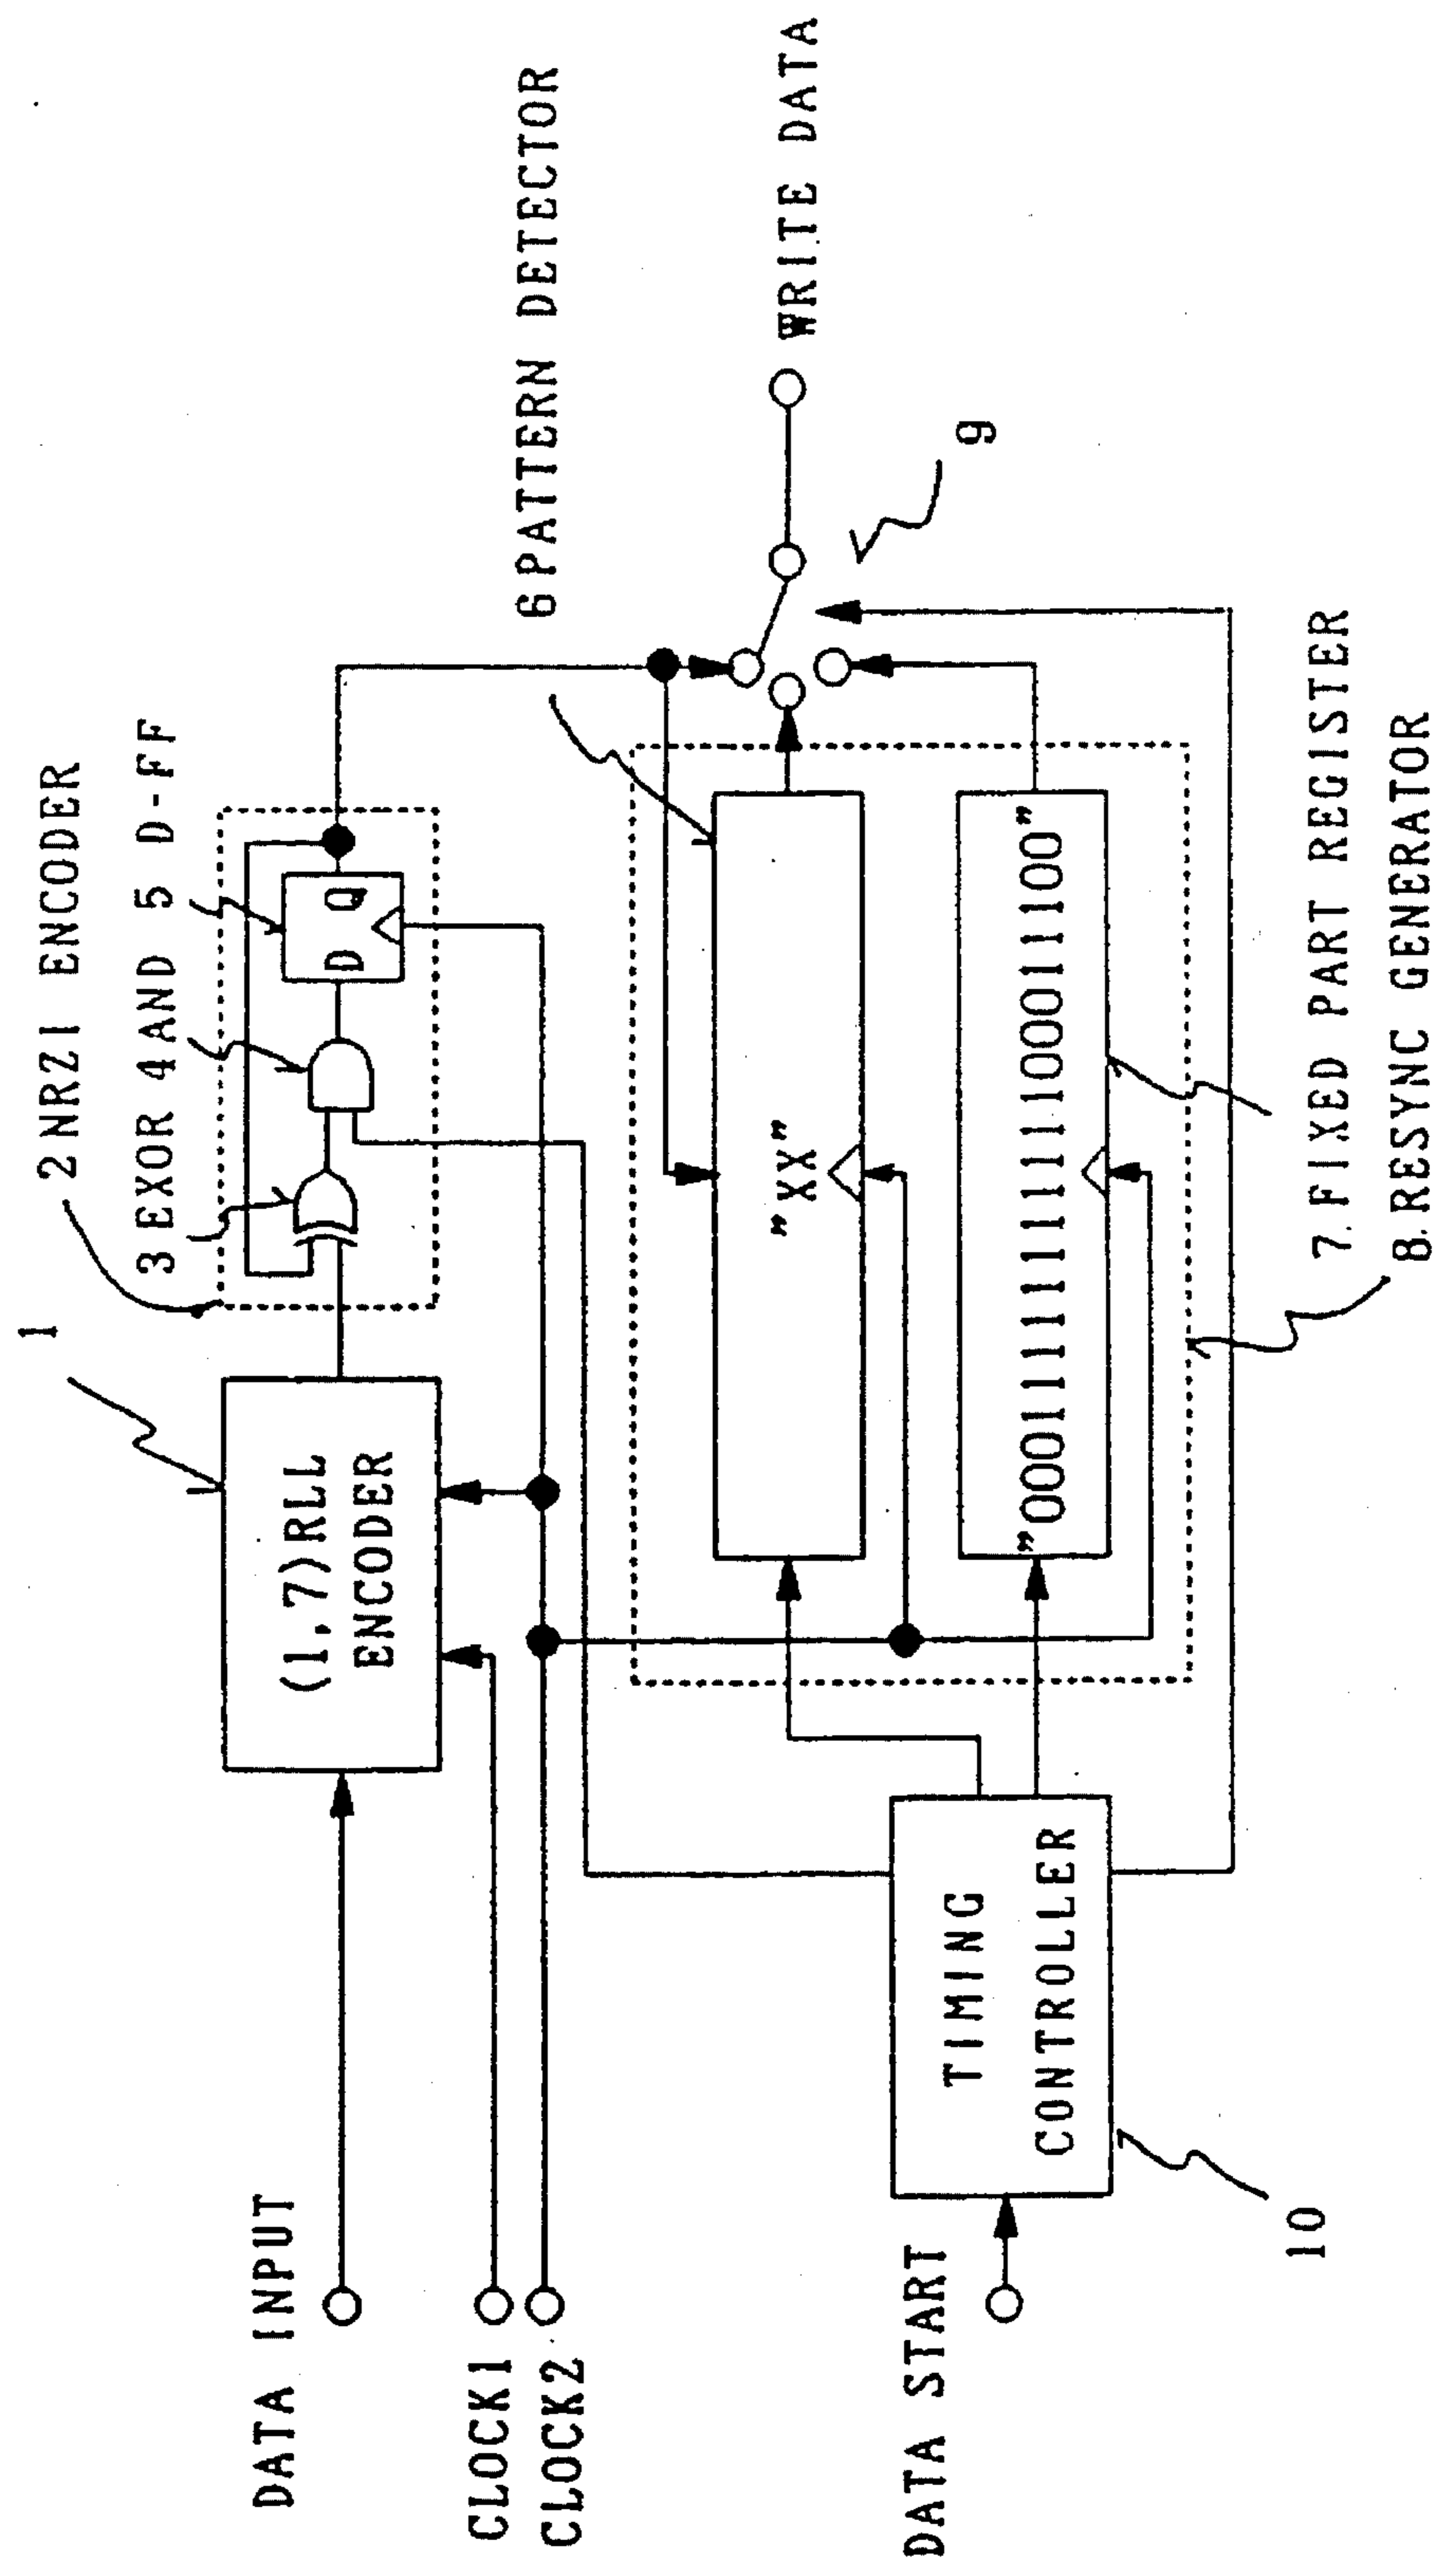 2 NRZI ENCODER
3 EXOR 4 AND 5 D-FF
1
D Q
(1,7)RLL
ENCODER
DATA INPUT
CLOCK1
CLOCK2
6 PATTERN DETECTOR
"XX"
WRITE DATA
9
"0001111111111100011100"
TIMING
CONTROLLER
DATA START
10
7. FIXED PART REGISTER
8. RESYNC GENERATOR